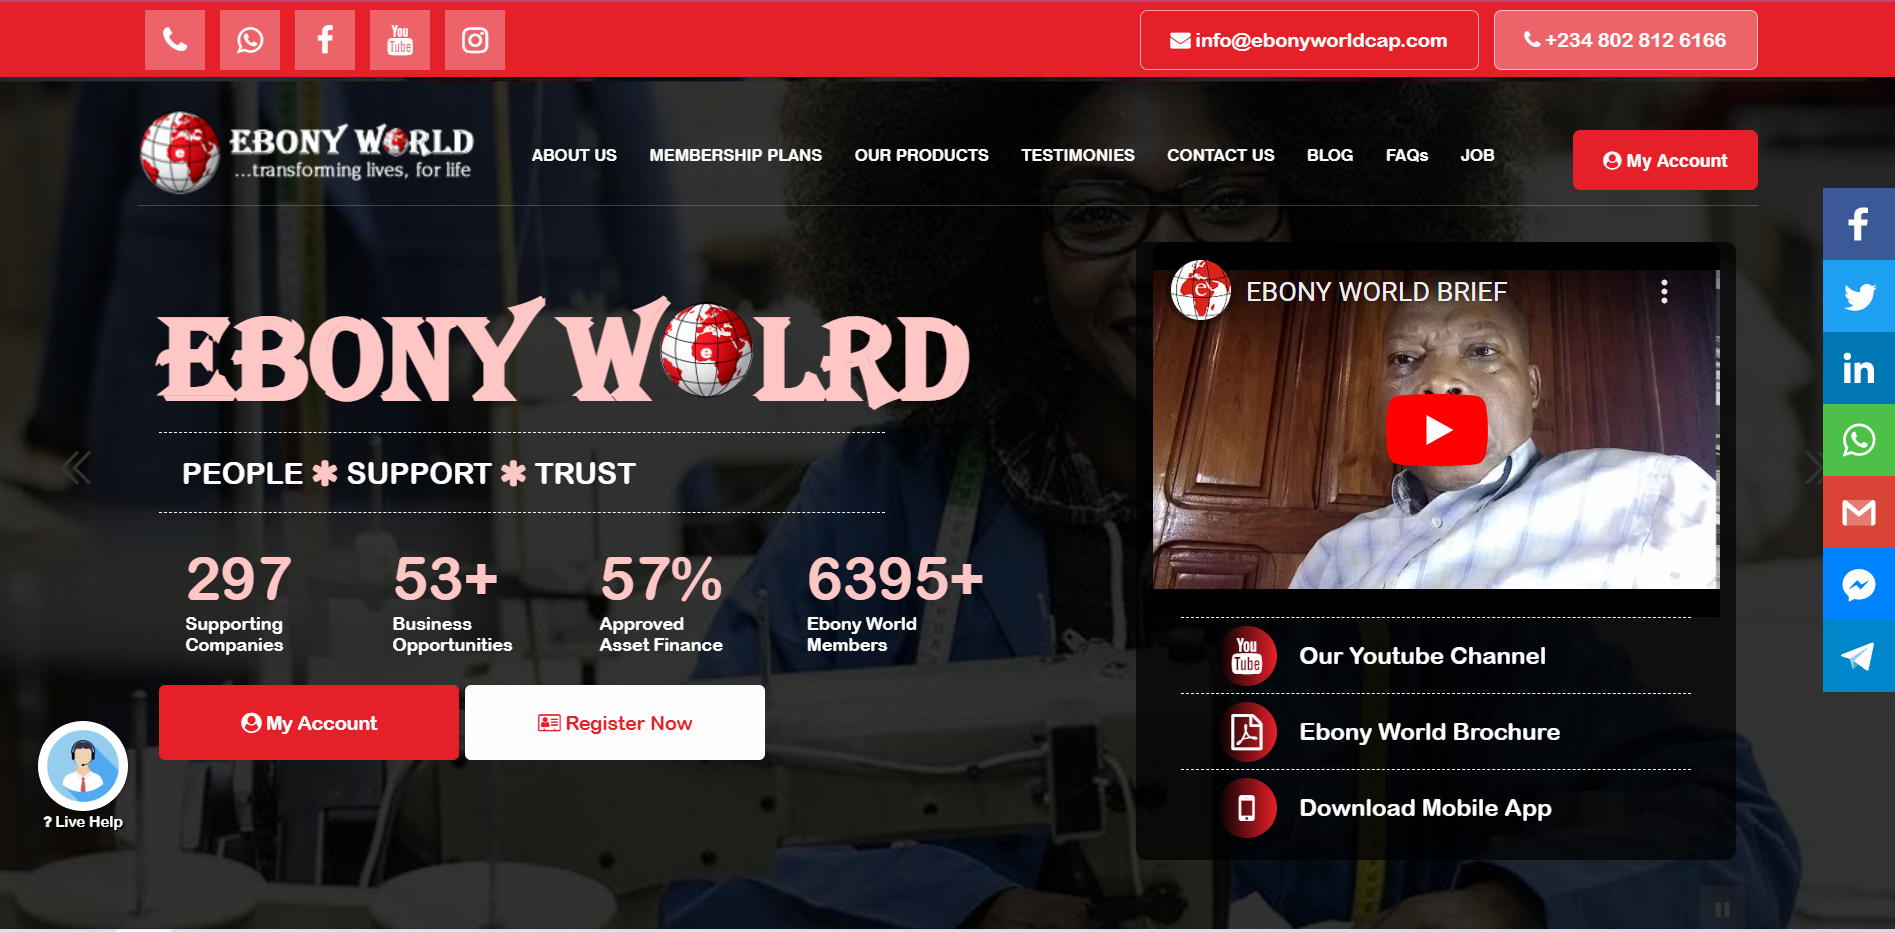 You
Tube
info@ebonyworldcap.com
+234 802 812 6166
e
EBONY WORLD
...transforming lives, for life
ABOUT US
MEMBERSHIP PLANS
OUR PRODUCTS
TESTIMONIES
CONTACT US
BLOG
FAQs
JOB
My Account
EBONY WOLRD
e
PEOPLE ✱ SUPPORT ✱ TRUST
297
Supporting
Companies
53+
Business
Opportunities
57%
Approved
Asset Finance
6395+
Ebony World
Members
My Account
Register Now
? Live Help
e
EBONY WORLD BRIEF
You
Tube
Our Youtube Channel
Ebony World Brochure
Download Mobile App
f
in
M